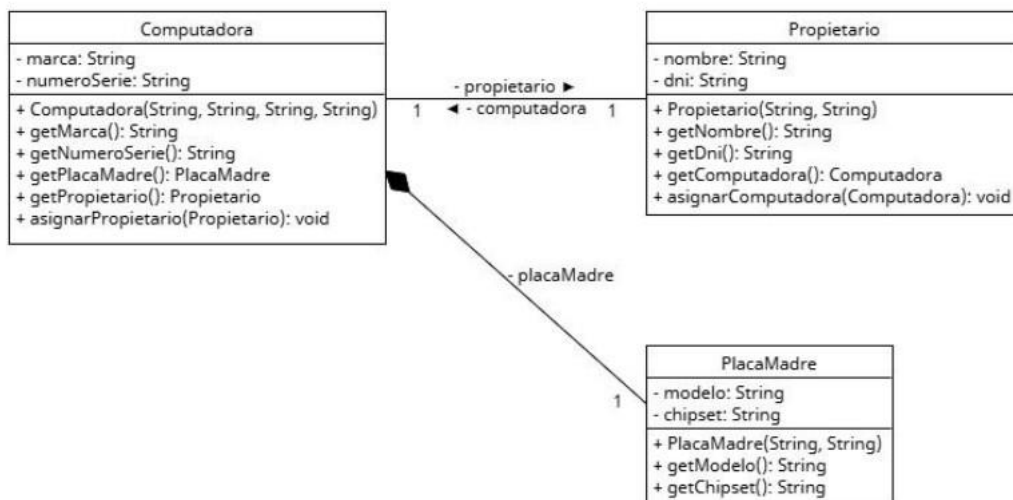 Computadora
- marca: String
- numeroSerie: String
+ Computadora(String, String, String, String)
+ getMarca(): String
+ getNumeroSerie(): String
+ getPlacaMadre(): PlacaMadre
+ getPropietario(): Propietario
+ asignarPropietario(Propietario): void
- propietario ►
◄ - computadora
1
1
Propietario
- nombre: String
- dni: String
+ Propietario(String, String)
+ getNombre(): String
+ getDni(): String
+ getComputadora(): Computadora
+ asignarComputadora(Computadora): void
- placaMadre
1
PlacaMadre
- modelo: String
- chipset: String
+ PlacaMadre(String, String)
+ getModelo(): String
+ getChipset(): String